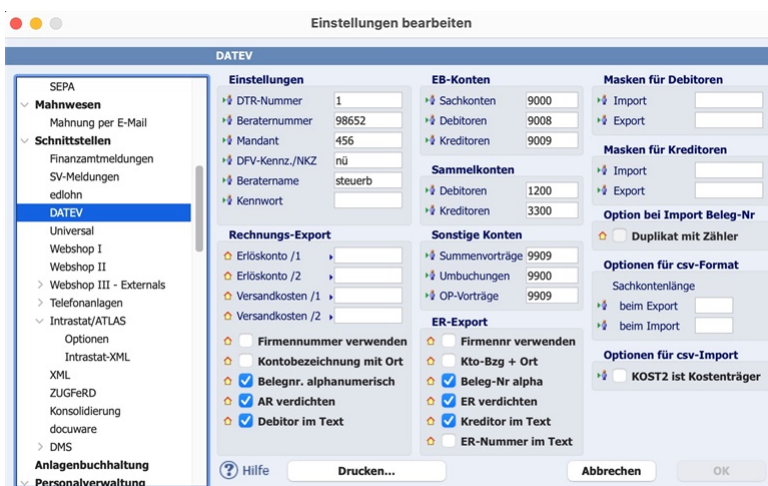 Einstellungen bearbeiten
DATEV
SEPA
Mahnwesen
Mahnung per E-Mail
Schnittstellen
Finanzamtmeldungen
SV-Meldungen
edlohn
DATEV
Universal
Webshop I
Webshop II
Webshop III - Externals
Telefonanlagen
Intrastat/ATLAS
Optionen
Intrastat-XML
XML
ZUGFeRD
Konsolidierung
docuware
DMS
Anlagenbuchhaltung
Personalverwaltung
Einstellungen
DTR-Nummer 1
Beraternummer 98652
Mandant 456
DFV-Kennz./NKZ nü
Beratername steuerb
Kennwort
Rechnungs-Export
Erlöskonto /1
Erlöskonto /2
Versandkosten /1
Versandkosten /2
Firmennummer verwenden
Kontobezeichnung mit Ort
Belegnr. alphanumerisch
AR verdichten
Debitor im Text
EB-Konten
Sachkonten 9000
Debitoren 9008
Kreditoren 9009
Sammelkonten
Debitoren 1200
Kreditoren 3300
Sonstige Konten
Summenvorträge 9909
Umbuchungen 9900
OP-Vorträge 9909
ER-Export
Firmennr verwenden
Kto-Bzg + Ort
Beleg-Nr alpha
ER verdichten
Kreditor im Text
ER-Nummer im Text
Masken für Debitoren
Import
Export
Masken für Kreditoren
Import
Export
Option bei Import Beleg-Nr
Duplikat mit Zähler
Optionen für csv-Format
Sachkontenlänge
beim Export
beim Import
Optionen für csv-Import
KOST2 ist Kostenträger
? Hilfe
Drucken...
Abbrechen
OK